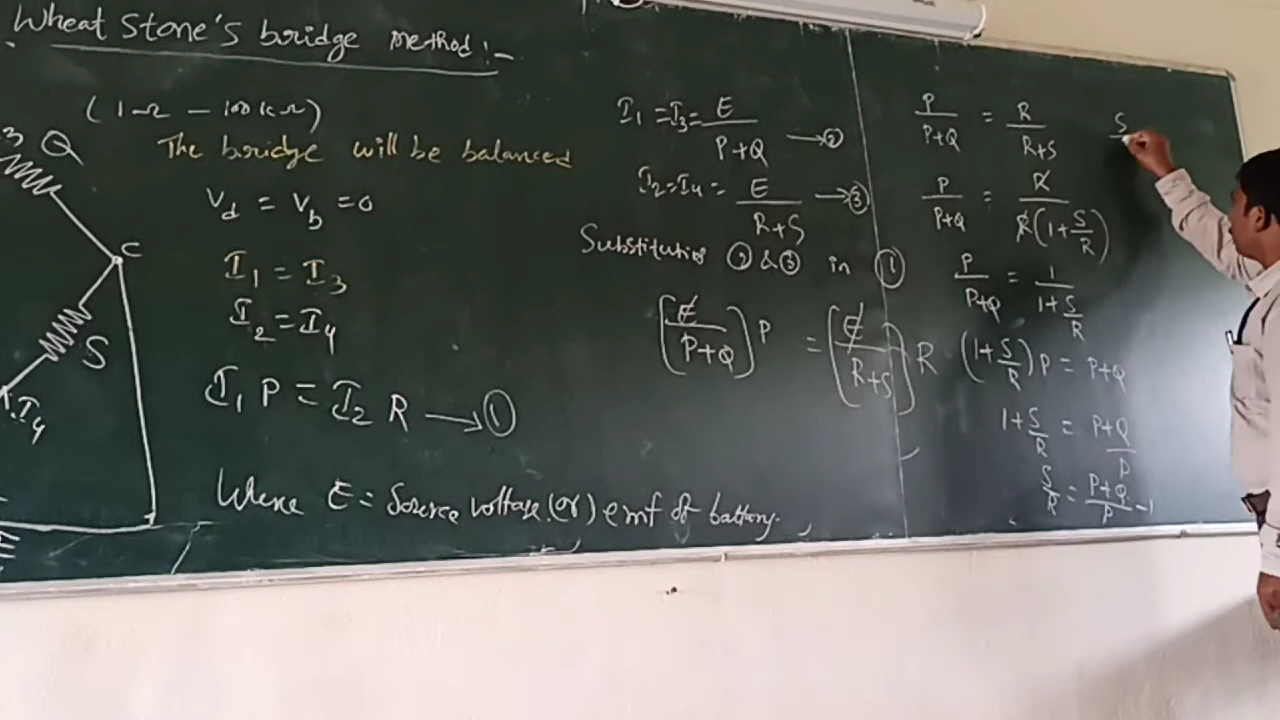 Wheat Stone's bridge method:-
(1Ω - 100kΩ)
The bridge will be balanced
Vd = Vb = 0
I1 = I3
I2 = I4
I1 P = I2 R → ①
Where E = Source voltage (or) emf of battery.
3 Q
C
S
I4
I1 = I3 = E/(P+Q) → ②
I2 = I4 = E/(R+S) → ③
Substituting ② & ③ in ①
[E/(P+Q)] P = [E/(R+S)] R
P/(P+Q) = R/(R+S)
P/(P+Q) = R/(R(1+S/R))
P/(P+Q) = 1/(1+S/R)
(1+S/R) P = P+Q
1+S/R = (P+Q)/P
S/R = (P+Q)/P -1
S